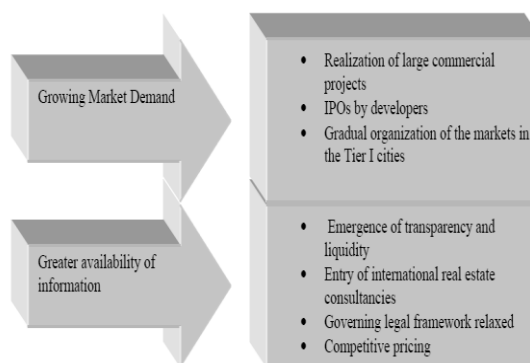 Growing Market Demand
• Realization of large commercial
projects
• IPOs by developers
• Gradual organization of the markets in
the Tier I cities
Greater availability of
information
• Emergence of transparency and
liquidity
• Entry of international real estate
consultancies
• Governing legal framework relaxed
• Competitive pricing